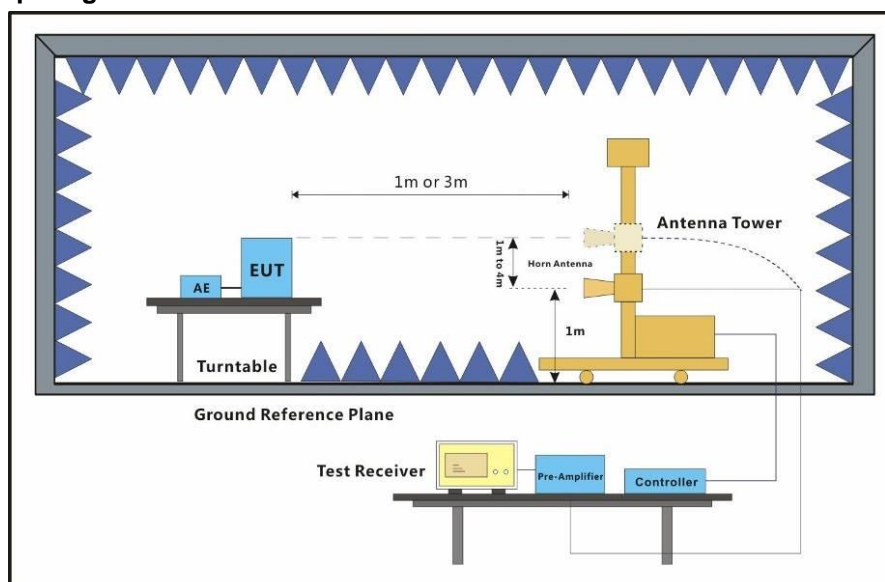 1m or 3m
Antenna Tower
1m to 4m
Horn Antenna
EUT
AE
1m
Turntable
Ground Reference Plane
Test Receiver
Pre-Amplifier
Controller